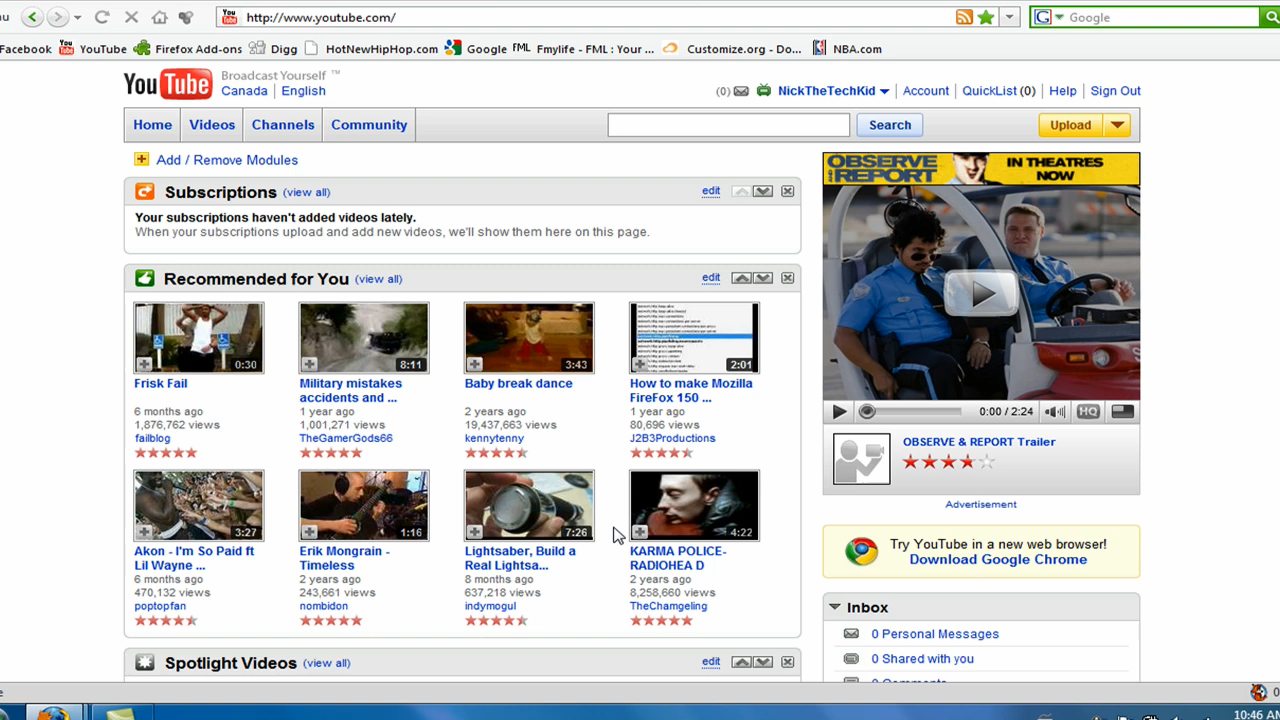 http://www.youtube.com/
Google
Facebook YouTube Firefox Add-ons Digg HotNewHipHop.com Google FML Fmylife - FML : Your ... Customize.org - Do... NBA.com
YouTube Broadcast Yourself ™
Canada | English
(0) NickTheTechKid | Account | QuickList (0) | Help | Sign Out
Home Videos Channels Community Search Upload
Add / Remove Modules
Subscriptions (view all) edit
Your subscriptions haven't added videos lately.
When your subscriptions upload and add new videos, we'll show them here on this page.
Recommended for You (view all) edit
0:30 8:11 3:43 2:01
Frisk Fail
6 months ago
1,876,762 views
failblog
Military mistakes
accidents and ...
1 year ago
1,001,271 views
TheGamerGods66
Baby break dance
2 years ago
19,437,663 views
kennytenny
How to make Mozilla
FireFox 150 ...
1 year ago
80,696 views
J2B3Productions
3:27 1:16 7:26 4:22
Akon - I'm So Paid ft
Lil Wayne ...
6 months ago
470,132 views
poptopfan
Erik Mongrain -
Timeless
2 years ago
243,661 views
nombidon
Lightsaber, Build a
Real Lightsa...
8 months ago
637,218 views
indymogul
KARMA POLICE-
RADIOHEA D
2 years ago
8,258,660 views
TheChamgeling
Spotlight Videos (view all) edit
OBSERVE AND REPORT IN THEATRES NOW
0:00 / 2:24 HQ
OBSERVE & REPORT Trailer
Advertisement
Try YouTube in a new web browser!
Download Google Chrome
Inbox
0 Personal Messages
0 Shared with you
10:46 AM